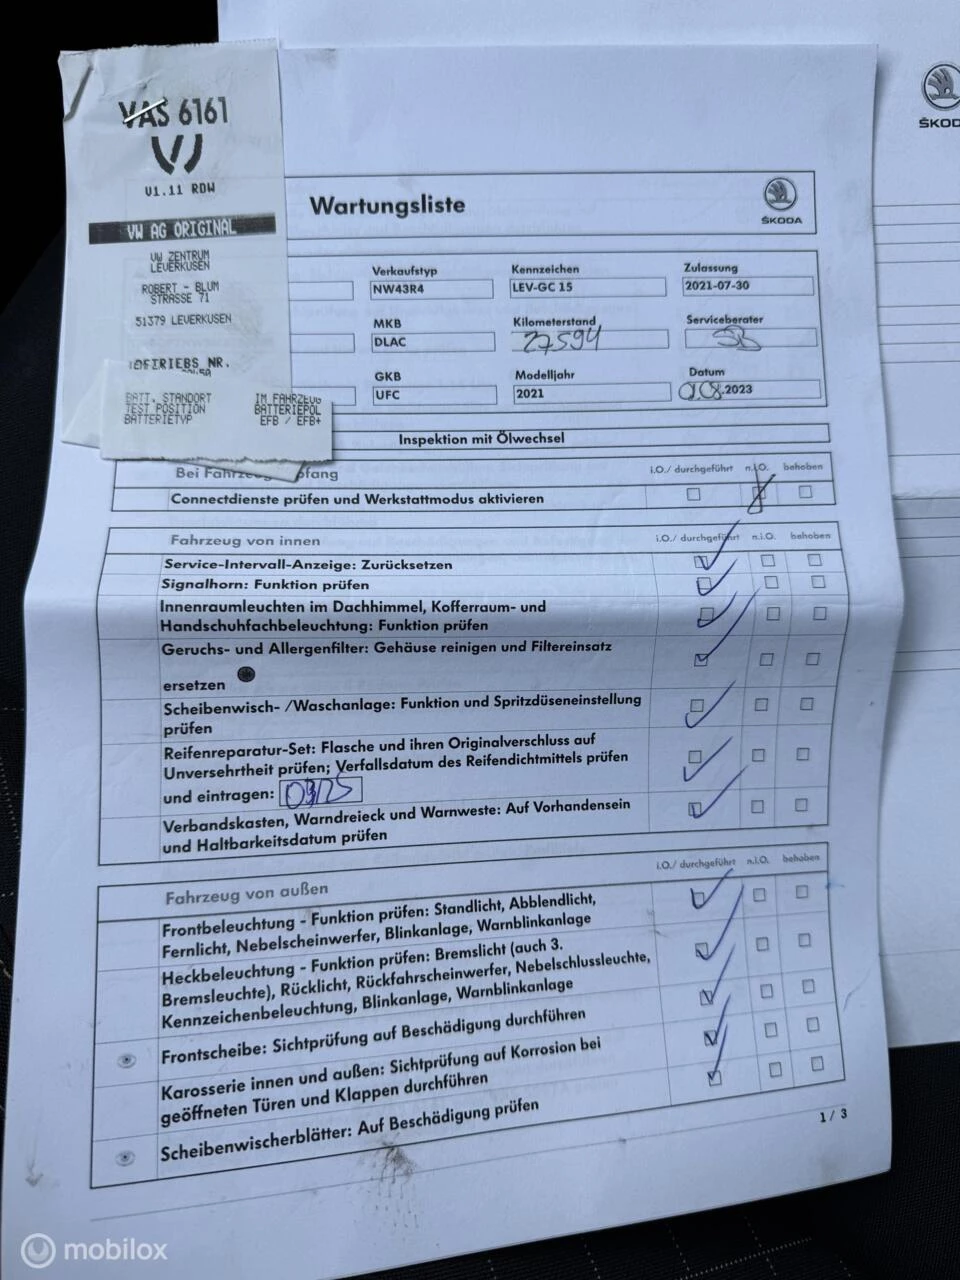 ŠKOD
VAS 6161
V1.11 RDW
VW AG ORIGINAL
VW ZENTRUM
LEVERKUSEN
ROBERT - BLUM
STRASSE 71
51379 LEVERKUSEN
BETRIEBS NR.
BATT. STANDORT IM FAHRZEUG
TEST POSITION BATTERIEPOL
BATTERIETYP EFB / EFB+
Wartungsliste
ŠKODA
Verkaufstyp Kennzeichen Zulassung
NW43R4 LEV-GC 15 2021-07-30
MKB Kilometerstand Serviceberater
DLAC 27594
GKB Modelljahr Datum
UFC 2021 08.2023
Inspektion mit Ölwechsel
Bei Fahrzeug pfang i.O./ durchgeführt n.i.O. behoben
Connectdienste prüfen und Werkstattmodus aktivieren
Fahrzeug von innen i.O./ durchgeführt n.i.O. behoben
Service-Intervall-Anzeige: Zurücksetzen
Signalhorn: Funktion prüfen
Innenraumleuchten im Dachhimmel, Kofferraum- und
Handschuhfachbeleuchtung: Funktion prüfen
Geruchs- und Allergenfilter: Gehäuse reinigen und Filtereinsatz
ersetzen
Scheibenwisch- /Waschanlage: Funktion und Spritzdüseneinstellung
prüfen
Reifenreparatur-Set: Flasche und ihren Originalverschluss auf
Unversehrtheit prüfen; Verfallsdatum des Reifendichtmittels prüfen
und eintragen: 03/25
Verbandskasten, Warndreieck und Warnweste: Auf Vorhandensein
und Haltbarkeitsdatum prüfen
Fahrzeug von außen i.O./ durchgeführt n.i.O. behoben
Frontbeleuchtung - Funktion prüfen: Standlicht, Abblendlicht,
Fernlicht, Nebelscheinwerfer, Blinkanlage, Warnblinkanlage
Heckbeleuchtung - Funktion prüfen: Bremslicht (auch 3.
Bremsleuchte), Rücklicht, Rückfahrscheinwerfer, Nebelschlussleuchte,
Kennzeichenbeleuchtung, Blinkanlage, Warnblinkanlage
Frontscheibe: Sichtprüfung auf Beschädigung durchführen
Karosserie innen und außen: Sichtprüfung auf Korrosion bei
geöffneten Türen und Klappen durchführen
Scheibenwischerblätter: Auf Beschädigung prüfen
1 / 3
mobilox